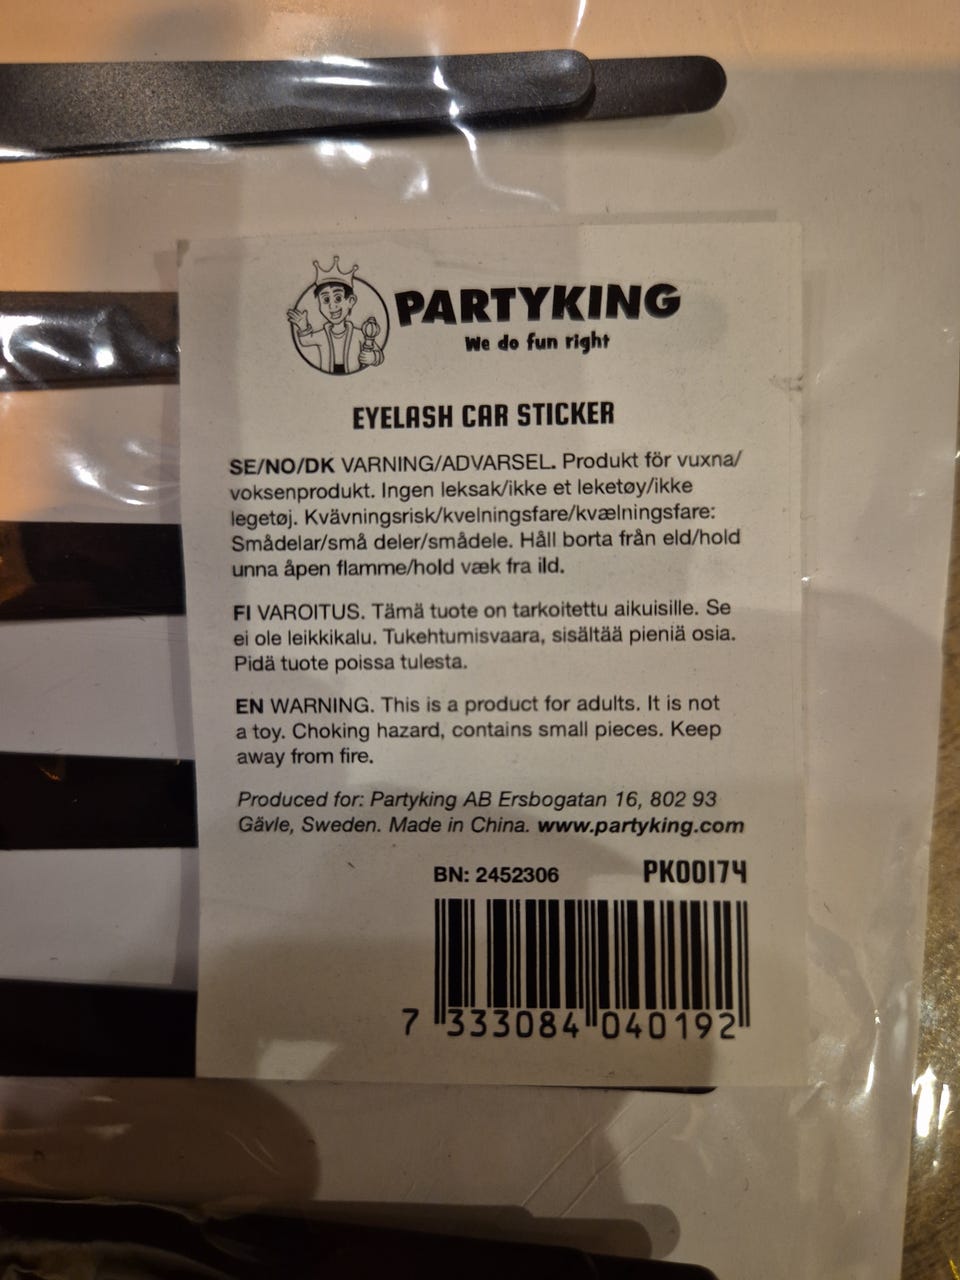 PARTYKING
We do fun right
EYELASH CAR STICKER
SE/NO/DK VARNING/ADVARSEL. Produkt för vuxna/
voksenprodukt. Ingen leksak/ikke et leketøy/ikke
legetøj. Kvävningsrisk/kvelningsfare/kvælningsfare:
Smådelar/små deler/smådele. Håll borta från eld/hold
unna åpen flamme/hold væk fra ild.
FI VAROITUS. Tämä tuote on tarkoitettu aikuisille. Se
ei ole leikkikalu. Tukehtumisvaara, sisältää pieniä osia.
Pidä tuote poissa tulesta.
EN WARNING. This is a product for adults. It is not
a toy. Choking hazard, contains small pieces. Keep
away from fire.
Produced for: Partyking AB Ersbogatan 16, 802 93
Gävle, Sweden. Made in China. www.partyking.com
BN: 2452306 PK00174
7 333084 040192